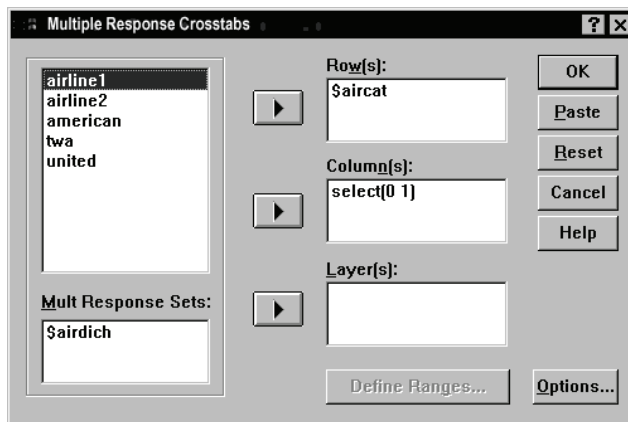 Multiple Response Crosstabs
? X
airline1
airline2
american
twa
united
Mult Response Sets:
$airdich
Row(s):
$aircat
Column(s):
select(0 1)
Layer(s):
Define Ranges...
OK
Paste
Reset
Cancel
Help
Options...